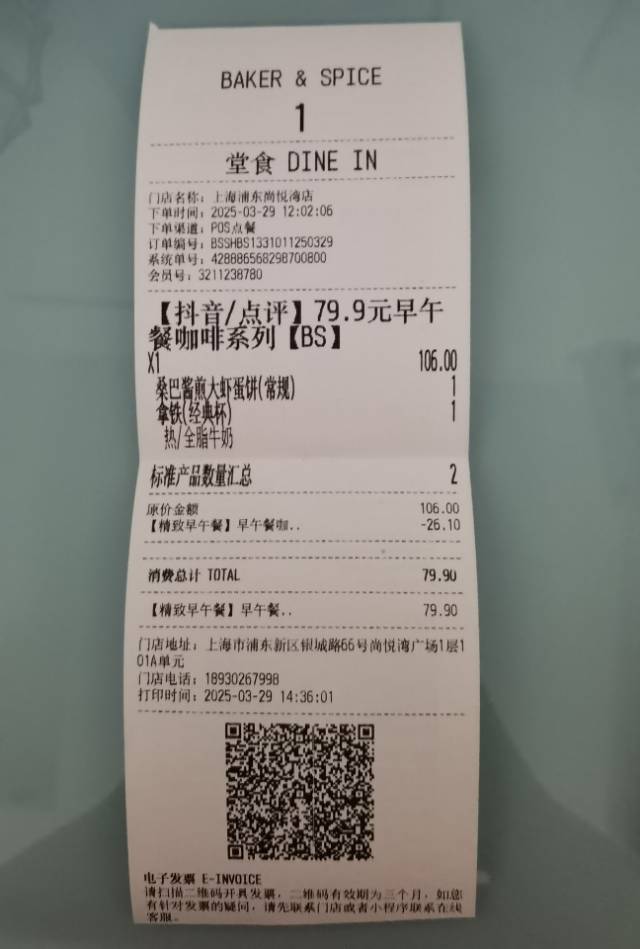 BAKER & SPICE
1
堂食 DINE IN
门店名称: 上海浦东尚悦湾店
下单时间: 2025-03-29 12:02:06
下单渠道: POS点餐
订单编号: BSSHBS1331011250329
系统单号: 428886568298700800
会员号: 3211238780
【抖音/点评】79.9元早午
餐咖啡系列【BS】
X1 106.00
桑巴酱煎大虾蛋饼(常规) 1
拿铁(经典杯) 1
热/全脂牛奶
标准产品数量汇总 2
原价金额 106.00
【精致早午餐】早午餐咖.. -26.10
消费总计 TOTAL 79.90
【精致早午餐】早午餐.. 79.90
门店地址: 上海市浦东新区银城路66号尚悦湾广场1层1
01A单元
门店电话: 18930267998
打印时间: 2025-03-29 14:36:01
电子发票 E-INVOICE
请扫描二维码开具发票, 二维码有效期为三个月, 如您
有针对发票的疑问, 请先联系门店或者小程序联系在线
客服.